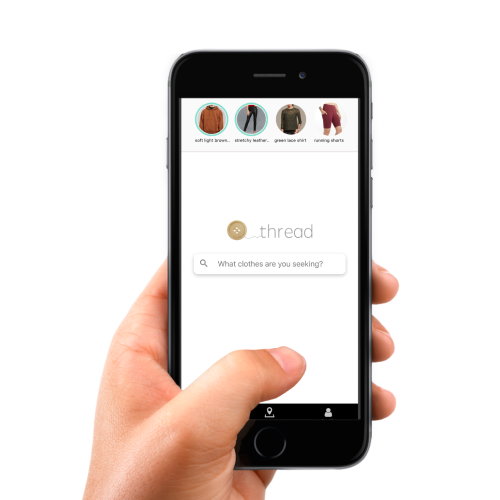 soft light brown...
stretchy leather...
green lace shirt
running shorts
thread
What clothes are you seeking?